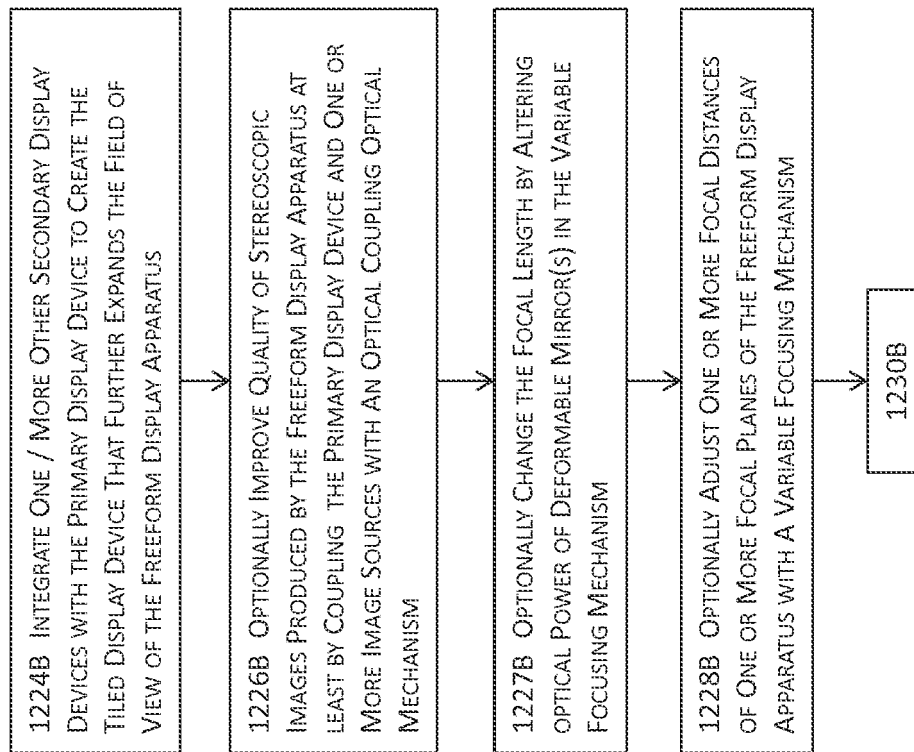 1224B INTEGRATE ONE / MORE OTHER SECONDARY DISPLAY
DEVICES WITH THE PRIMARY DISPLAY DEVICE TO CREATE THE
TILED DISPLAY DEVICE THAT FURTHER EXPANDS THE FIELD OF
VIEW OF THE FREEFORM DISPLAY APPARATUS
1226B OPTIONALLY IMPROVE QUALITY OF STEREOSCOPIC
IMAGES PRODUCED BY THE FREEFORM DISPLAY APPARATUS AT
LEAST BY COUPLING THE PRIMARY DISPLAY DEVICE AND ONE OR
MORE IMAGE SOURCES WITH AN OPTICAL COUPLING OPTICAL
MECHANISM
1227B OPTIONALLY CHANGE THE FOCAL LENGTH BY ALTERING
OPTICAL POWER OF DEFORMABLE MIRROR(S) IN THE VARIABLE
FOCUSING MECHANISM
1228B OPTIONALLY ADJUST ONE OR MORE FOCAL DISTANCES
OF ONE OR MORE FOCAL PLANES OF THE FREEFORM DISPLAY
APPARATUS WITH A VARIABLE FOCUSING MECHANISM
1230B